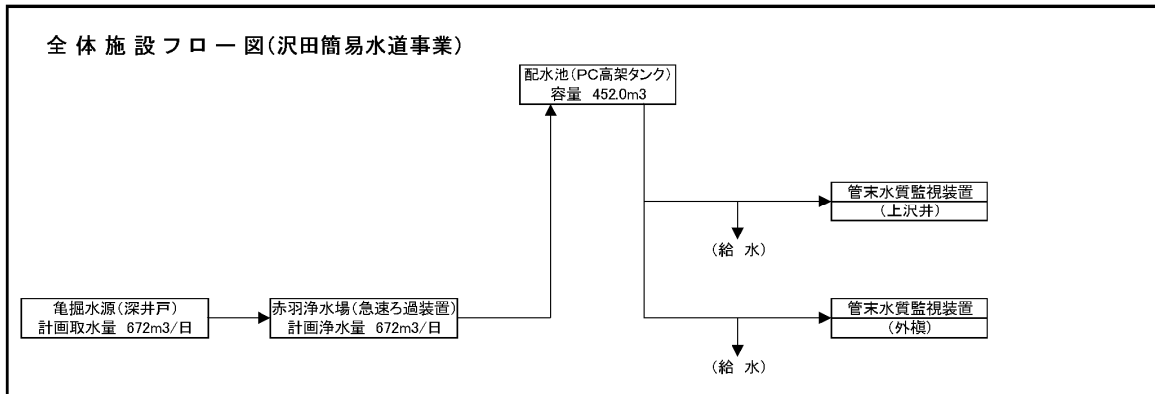 全体施設フロー図(沢田簡易水道事業)
配水池(PC高架タンク)
容量 452.0m3
管末水質監視装置
(上沢井)
(給 水)
亀掘水源(深井戸)
計画取水量 672m3/日
赤羽浄水場(急速ろ過装置)
計画浄水量 672m3/日
管末水質監視装置
(外槇)
(給 水)